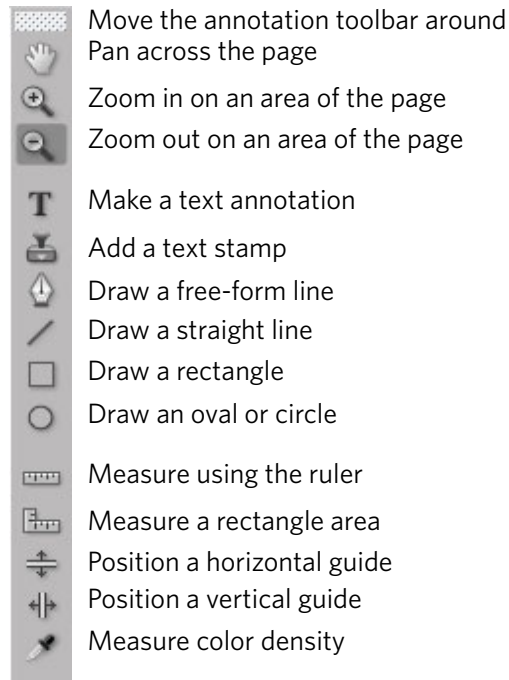 Move the annotation toolbar around
Pan across the page
Zoom in on an area of the page
Zoom out on an area of the page
T Make a text annotation
Add a text stamp
Draw a free-form line
Draw a straight line
Draw a rectangle
Draw an oval or circle
Measure using the ruler
Measure a rectangle area
Position a horizontal guide
Position a vertical guide
Measure color density